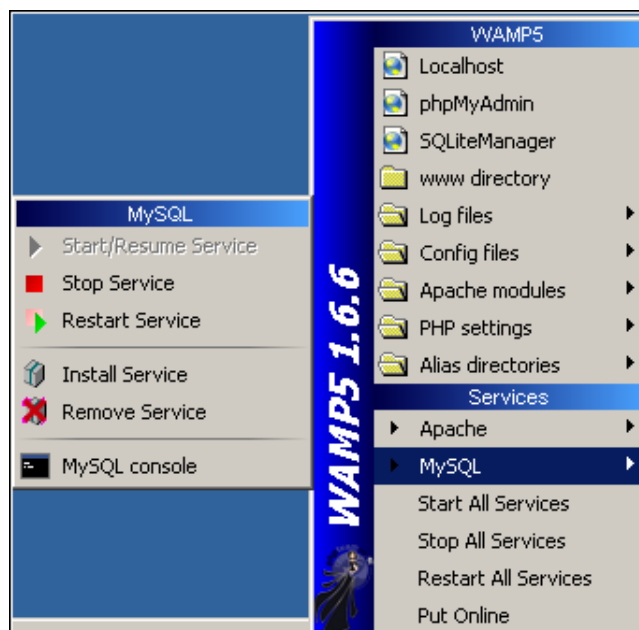 WAMP5
Localhost
phpMyAdmin
SQLiteManager
www directory
Log files
Config files
Apache modules
PHP settings
Alias directories
Services
Apache
MySQL
Start All Services
Stop All Services
Restart All Services
Put Online
WAMP5 1.6.6
MySQL
Start/Resume Service
Stop Service
Restart Service
Install Service
Remove Service
MySQL console